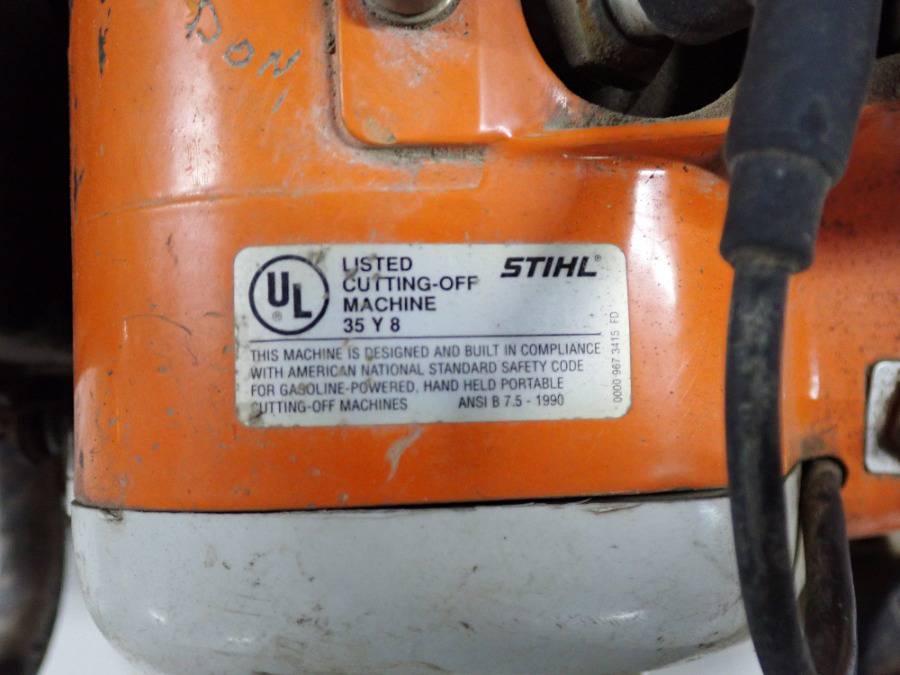 DON
UL
®
LISTED
CUTTING-OFF
MACHINE
35 Y 8
STIHL®
THIS MACHINE IS DESIGNED AND BUILT IN COMPLIANCE
WITH AMERICAN NATIONAL STANDARD SAFETY CODE
FOR GASOLINE-POWERED, HAND HELD PORTABLE
CUTTING-OFF MACHINES ANSI B 7.5 - 1990
0000 967 3415 FD